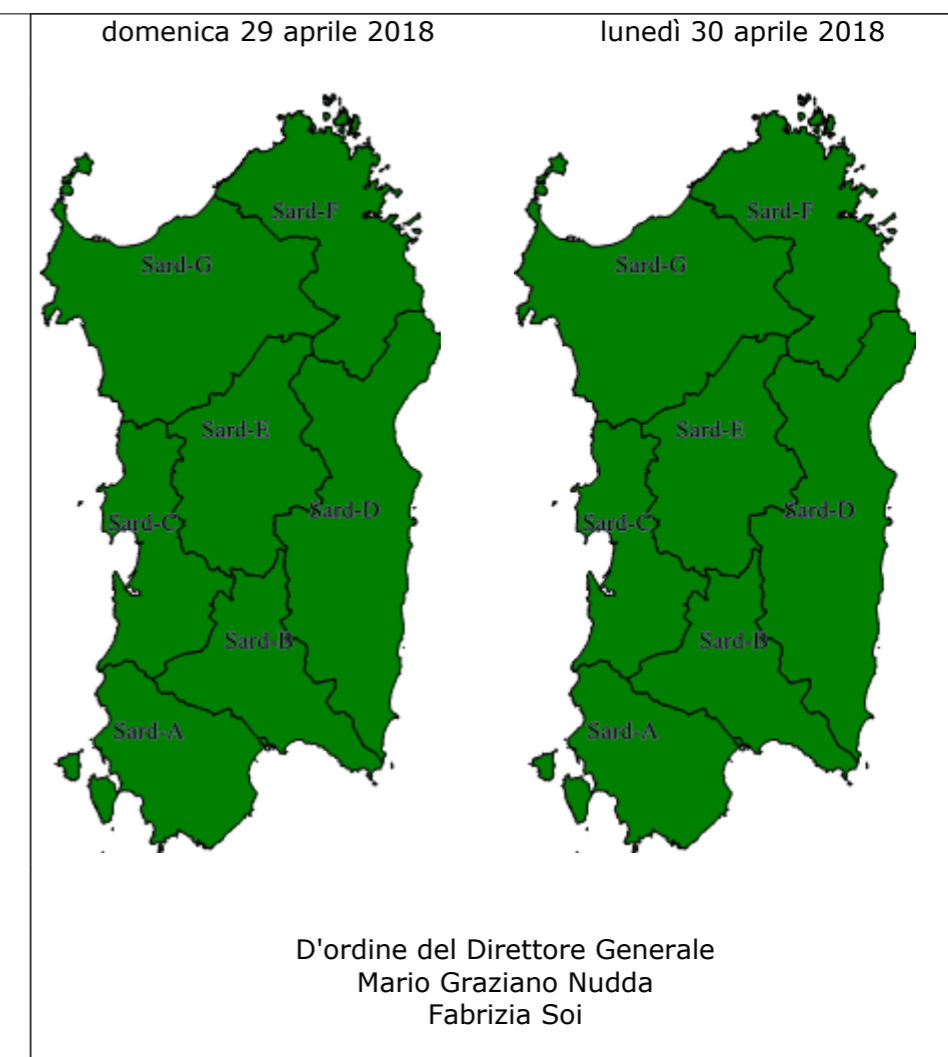 domenica 29 aprile 2018
lunedì 30 aprile 2018
Sard-F
Sard-G
Sard-E
Sard-D
Sard-C
Sard-B
Sard-A
Sard-F
Sard-G
Sard-E
Sard-D
Sard-C
Sard-B
Sard-A
D'ordine del Direttore Generale
Mario Graziano Nudda
Fabrizia Soi